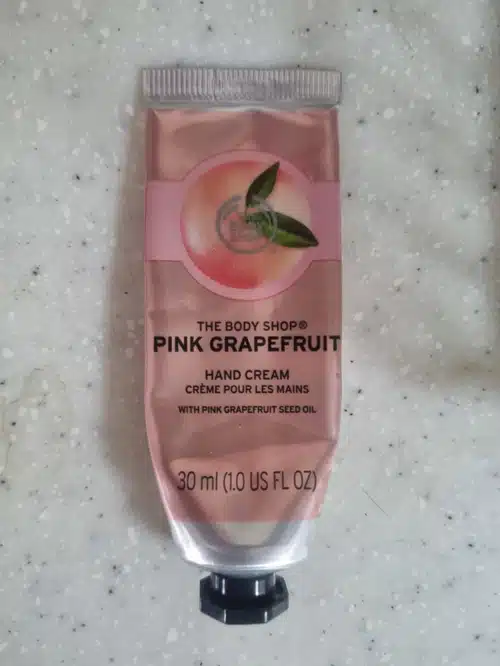 THE BODY SHOP®
PINK GRAPEFRUIT
HAND CREAM
CRÈME POUR LES MAINS
WITH PINK GRAPEFRUIT SEED OIL
30 ml (1.0 US FL OZ)